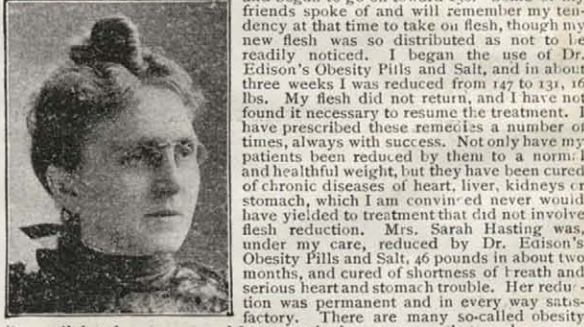 friends spoke of and will remember my ten-
dency at that time to take on flesh, though my
new flesh was so distributed as not to be
readily noticed. I began the use of Dr.
Edison's Obesity Pills and Salt, and in about
three weeks I was reduced from 147 to 131, 16
lbs. My flesh did not return, and I have not
found it necessary to resume the treatment. I
have prescribed these remedies a number of
times, always with success. Not only have my
patients been reduced by them to a normal
and healthful weight, but they have been cured
of chronic diseases of heart, liver, kidneys or
stomach, which I am convinced never would
have yielded to treatment that did not involve
flesh reduction. Mrs. Sarah Hasting was,
under my care, reduced by Dr. Edison's
Obesity Pills and Salt, 46 pounds in about two
months, and cured of shortness of breath and
serious heart and stomach trouble. Her reduc-
tion was permanent and in every way satis-
factory. There are many so-called obesity